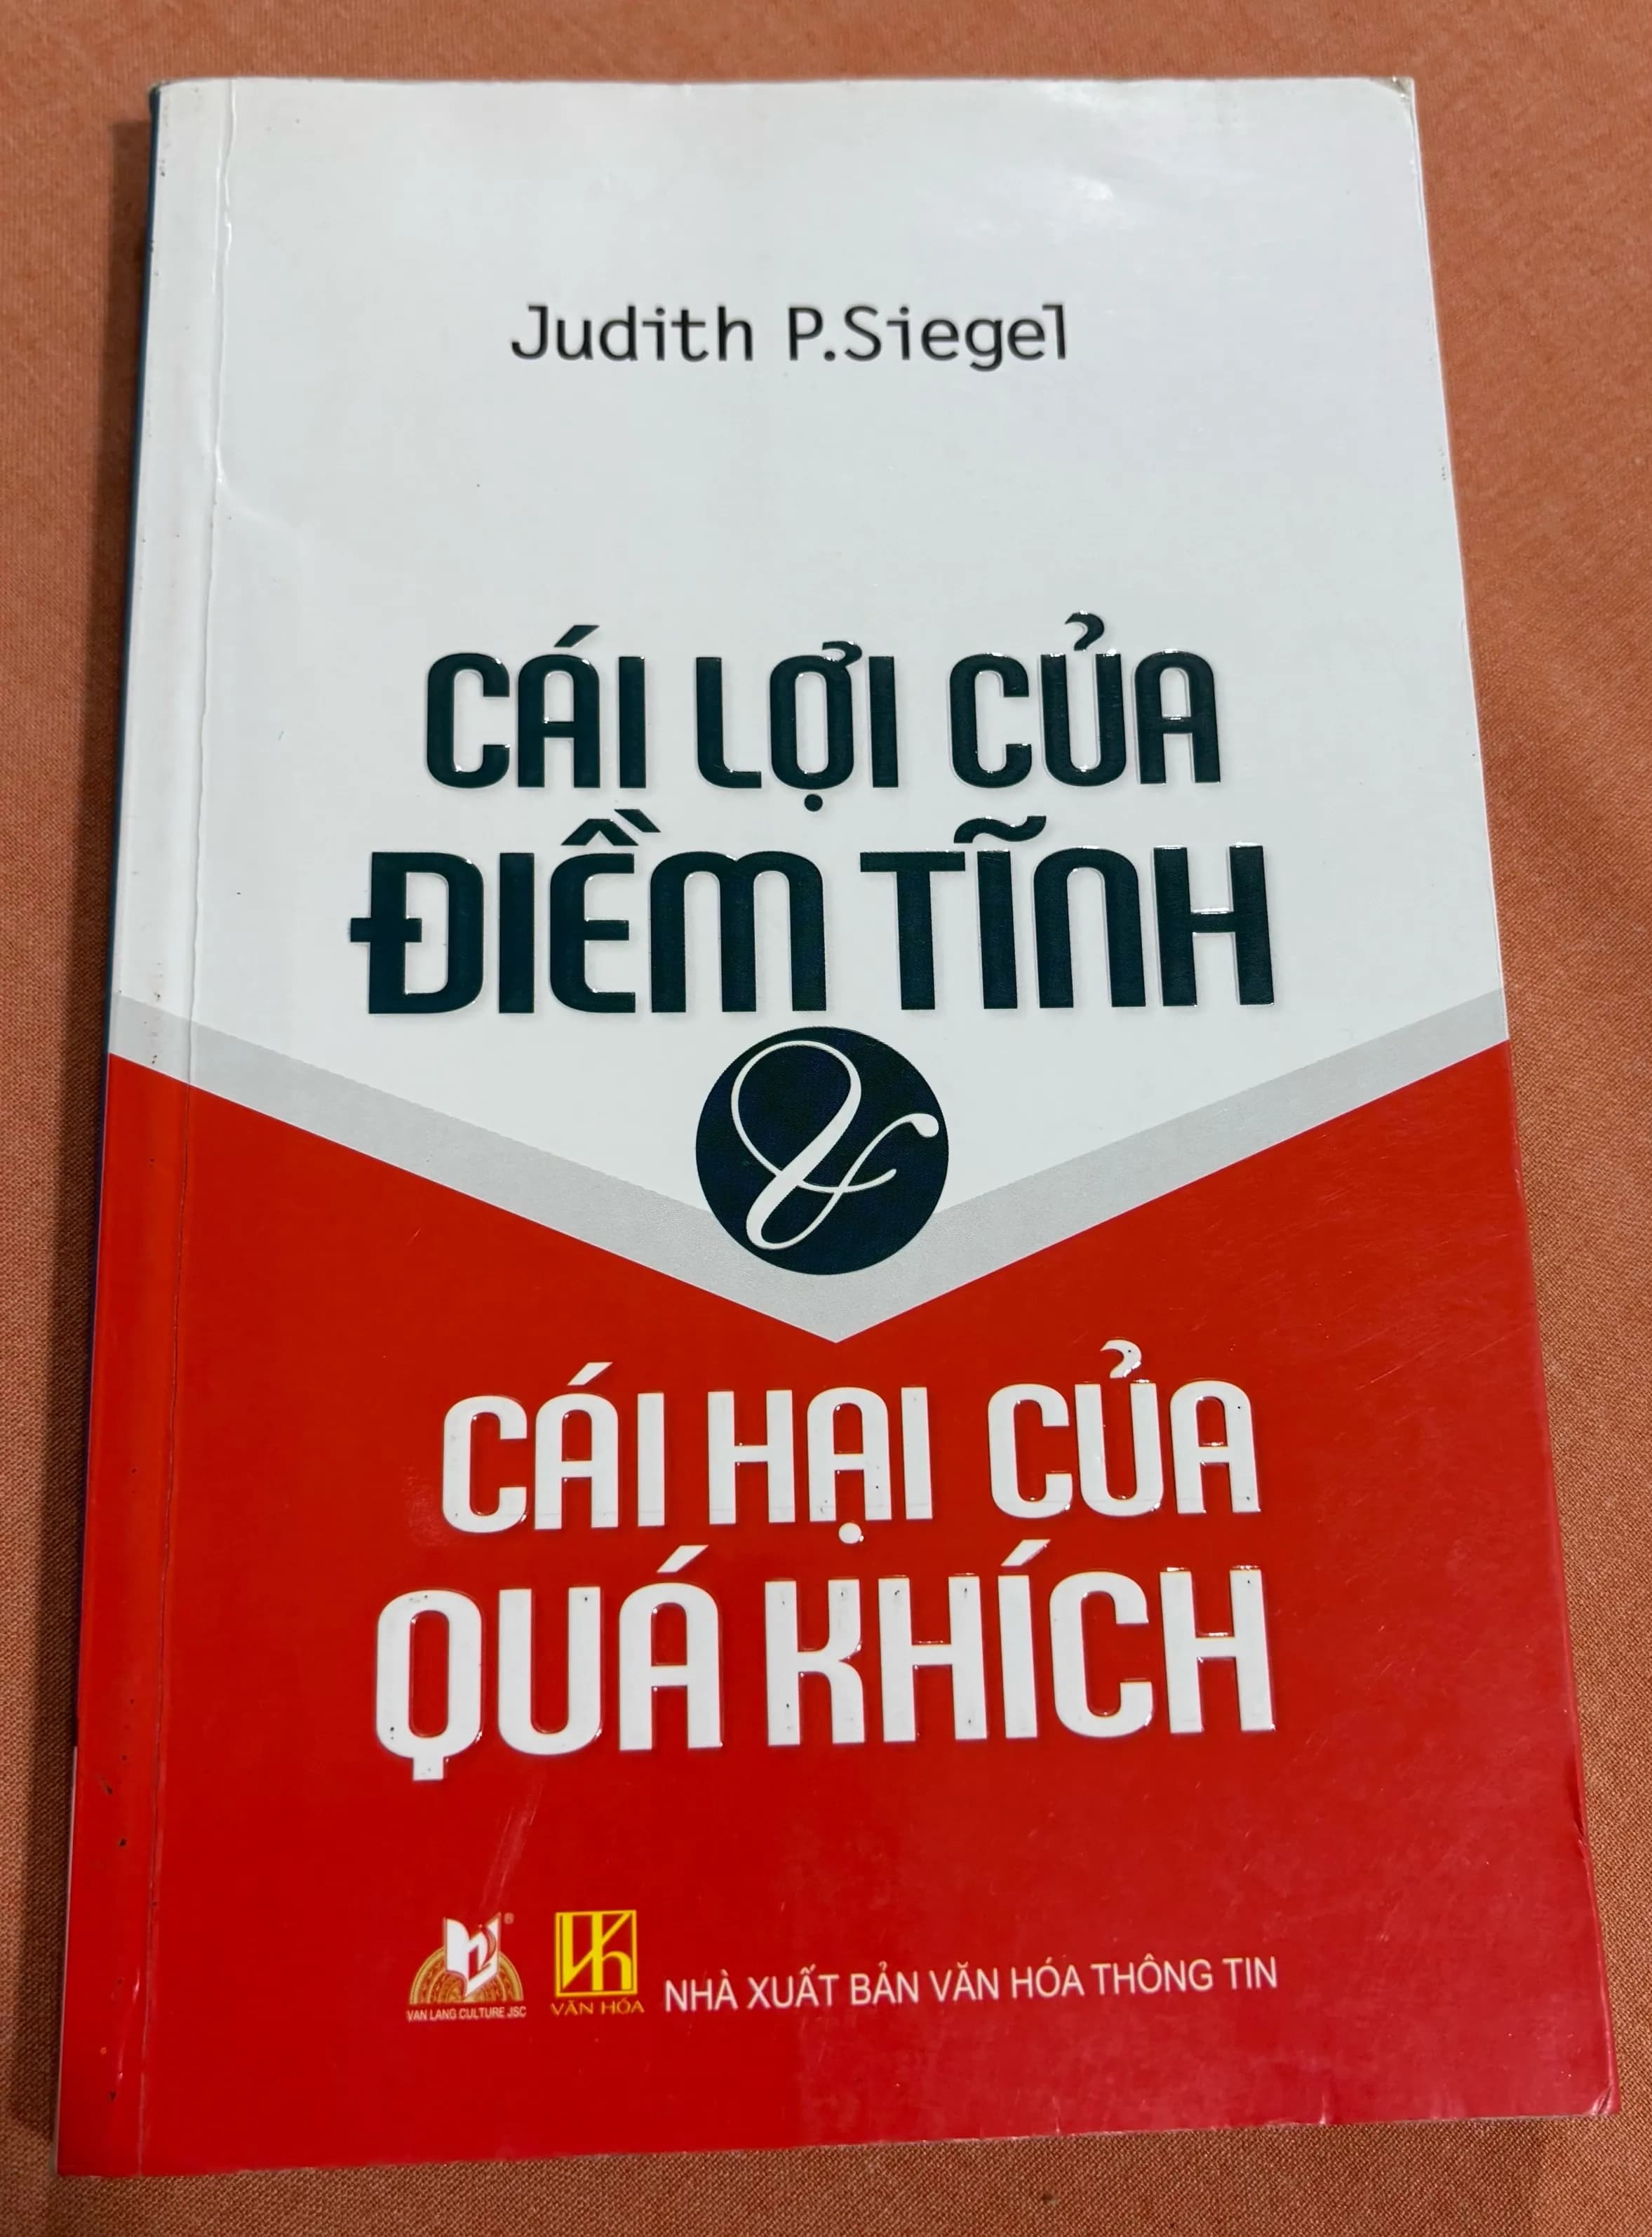 Judith P.Siegel
CÁI LỢI CỦA
ĐIỀM TĨNH
&
CÁI HẠI CỦA
QUÁ KHÍCH
VAN LANG CULTURE JSC
VĂN HÓA
NHÀ XUẤT BẢN VĂN HÓA THÔNG TIN